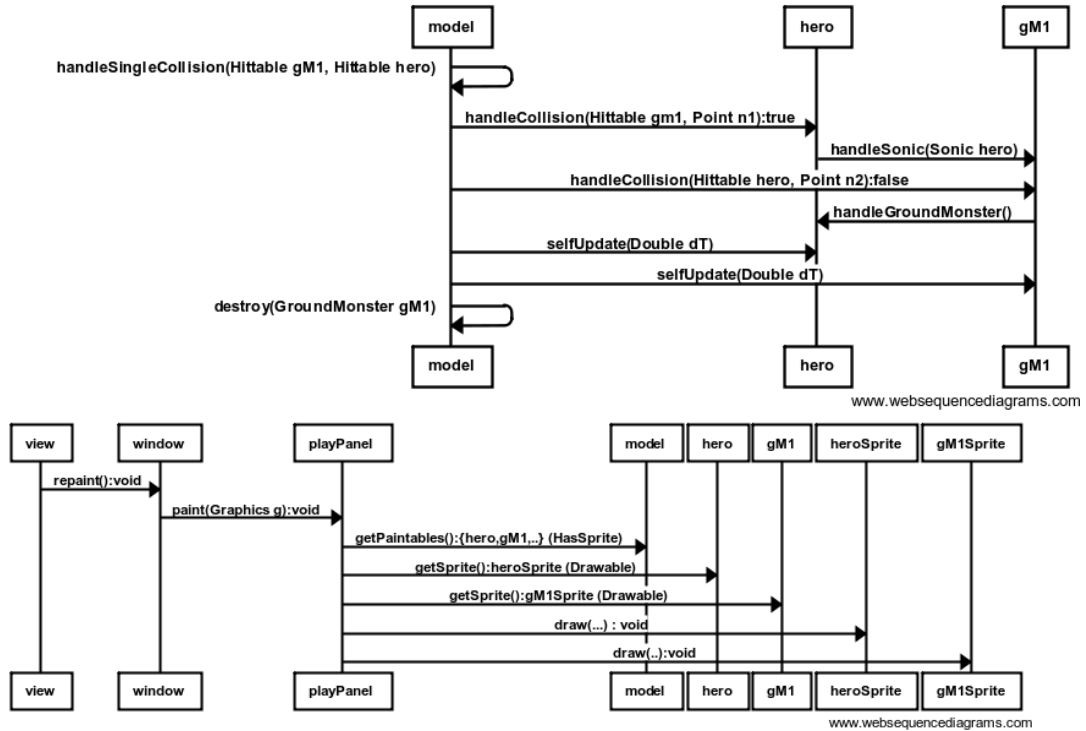 model hero gM1
handleSingleCollision(Hittable gM1, Hittable hero)
handleCollision(Hittable gm1, Point n1):true
handleSonic(Sonic hero)
handleCollision(Hittable hero, Point n2):false
handleGroundMonster()
selfUpdate(Double dT)
selfUpdate(Double dT)
destroy(GroundMonster gM1)
model hero gM1
www.websequencediagrams.com
view window playPanel model hero gM1 heroSprite gM1Sprite
repaint():void
paint(Graphics g):void
getPaintables():{hero,gM1,..} (HasSprite)
getSprite():heroSprite (Drawable)
getSprite():gM1Sprite (Drawable)
draw(...) : void
draw(..):void
view window playPanel model hero gM1 heroSprite gM1Sprite
www.websequencediagrams.com